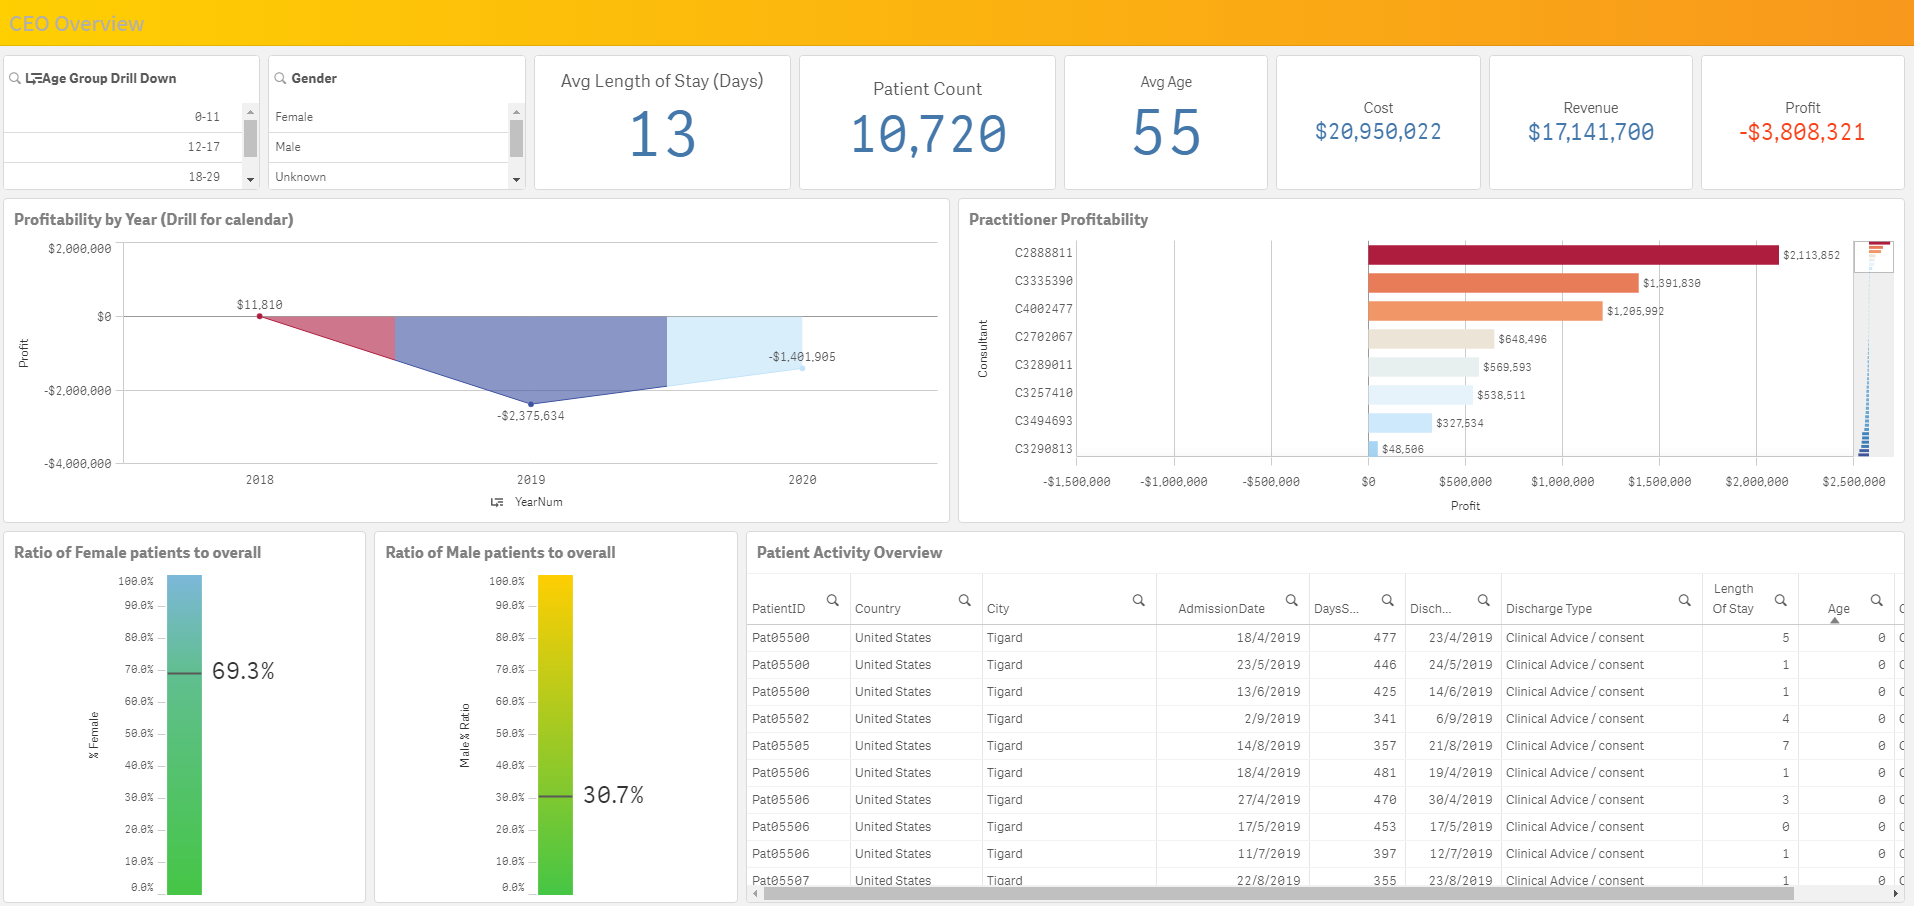 CEO Overview
Age Group Drill Down
0-11
12-17
18-29
Gender
Female
Male
Unknown
Avg Length of Stay (Days)
13
Patient Count
10,720
Avg Age
55
Cost
$20,950,022
Revenue
$17,141,700
Profit
-$3,808,321
Profitability by Year (Drill for calendar)
$2,000,000
$0
-$2,000,000
-$4,000,000
Profit
$11,810
-$2,375,634
-$1,401,905
2018 2019 2020
YearNum
Practitioner Profitability
Consultant
C2888811 $2,113,852
C3335390 $1,391,830
C4002477 $1,205,992
C2702067 $648,496
C3289011 $569,593
C3257410 $538,511
C3494693 $327,534
C3290813 $48,506
-$1,500,000 -$1,000,000 -$500,000 $0 $500,000 $1,000,000 $1,500,000 $2,000,000 $2,500,000
Profit
Ratio of Female patients to overall
100.0%
90.0%
80.0%
70.0%
60.0%
50.0%
40.0%
30.0%
20.0%
10.0%
0.0%
% Female
69.3%
Ratio of Male patients to overall
100.0%
90.0%
80.0%
70.0%
60.0%
50.0%
40.0%
30.0%
20.0%
10.0%
0.0%
Male % Ratio
30.7%
Patient Activity Overview
PatientID Country City AdmissionDate DaysS... Disch... Discharge Type Length Of Stay Age
Pat05500 United States Tigard 18/4/2019 477 23/4/2019 Clinical Advice / consent 5 0
Pat05500 United States Tigard 23/5/2019 446 24/5/2019 Clinical Advice / consent 1 0
Pat05500 United States Tigard 13/6/2019 425 14/6/2019 Clinical Advice / consent 1 0
Pat05502 United States Tigard 2/9/2019 341 6/9/2019 Clinical Advice / consent 4 0
Pat05505 United States Tigard 14/8/2019 357 21/8/2019 Clinical Advice / consent 7 0
Pat05506 United States Tigard 18/4/2019 481 19/4/2019 Clinical Advice / consent 1 0
Pat05506 United States Tigard 27/4/2019 470 30/4/2019 Clinical Advice / consent 3 0
Pat05506 United States Tigard 17/5/2019 453 17/5/2019 Clinical Advice / consent 0 0
Pat05506 United States Tigard 11/7/2019 397 12/7/2019 Clinical Advice / consent 1 0
Pat05507 United States Tigard 22/8/2019 355 23/8/2019 Clinical Advice / consent 1 0